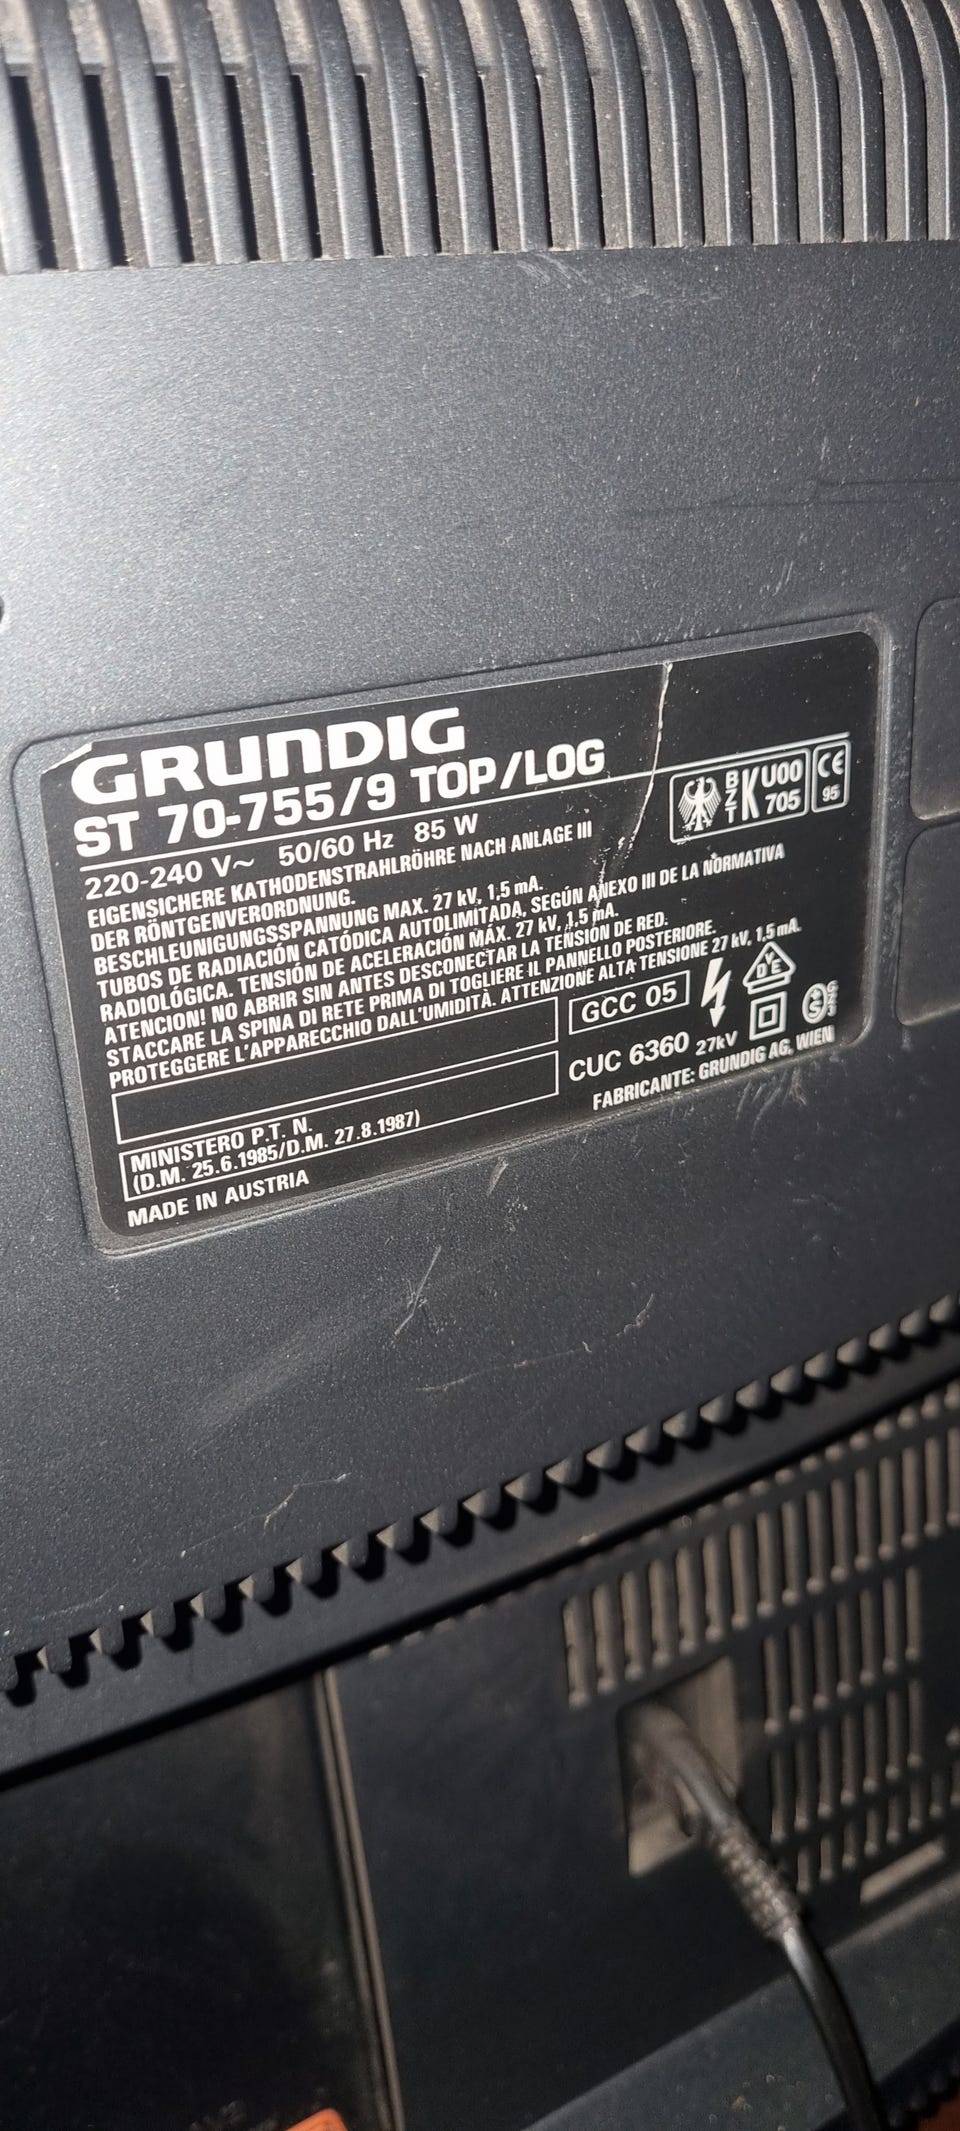 GRUNDIG
ST 70-755/9 TOP/LOG
220-240 V~ 50/60 Hz 85 W
BZT K U00 705
CE 95
EIGENSICHERE KATHODENSTRAHLRÖHRE NACH ANLAGE III
DER RÖNTGENVERORDNUNG.
BESCHLEUNIGUNGSSPANNUNG MAX. 27 kV, 1,5 mA.
TUBOS DE RADIACIÓN CATÓDICA AUTOLIMITADA, SEGÚN ANEXO III DE LA NORMATIVA
RADIOLÓGICA. TENSIÓN DE ACELERACIÓN MÁX. 27 kV, 1,5 mA.
ATENCION! NO ABRIR SIN ANTES DESCONECTAR LA TENSIÓN DE RED.
STACCARE LA SPINA DI RETE PRIMA DI TOGLIERE IL PANNELLO POSTERIORE.
PROTEGGERE L'APPARECCHIO DALL'UMIDITÀ. ATTENZIONE ALTA TENSIONE 27 kV, 1,5 mA.
GCC 05
CUC 6360 27kV
VDE
S
FABRICANTE: GRUNDIG AG, WIEN
MINISTERO P.T. N.
(D.M. 25.6.1985/D.M. 27.8.1987)
MADE IN AUSTRIA